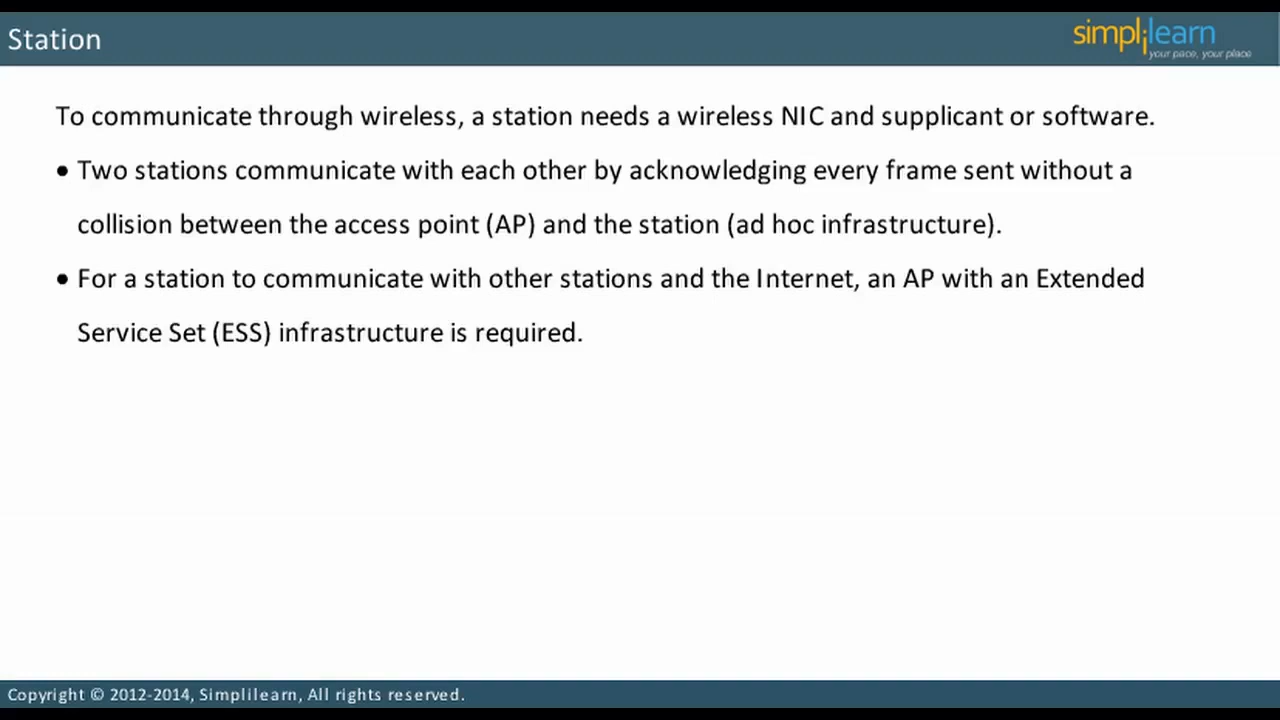 Station
simplilearn
your pace, your place
To communicate through wireless, a station needs a wireless NIC and supplicant or software.
• Two stations communicate with each other by acknowledging every frame sent without a
collision between the access point (AP) and the station (ad hoc infrastructure).
• For a station to communicate with other stations and the Internet, an AP with an Extended
Service Set (ESS) infrastructure is required.
Copyright © 2012-2014, Simplilearn, All rights reserved.